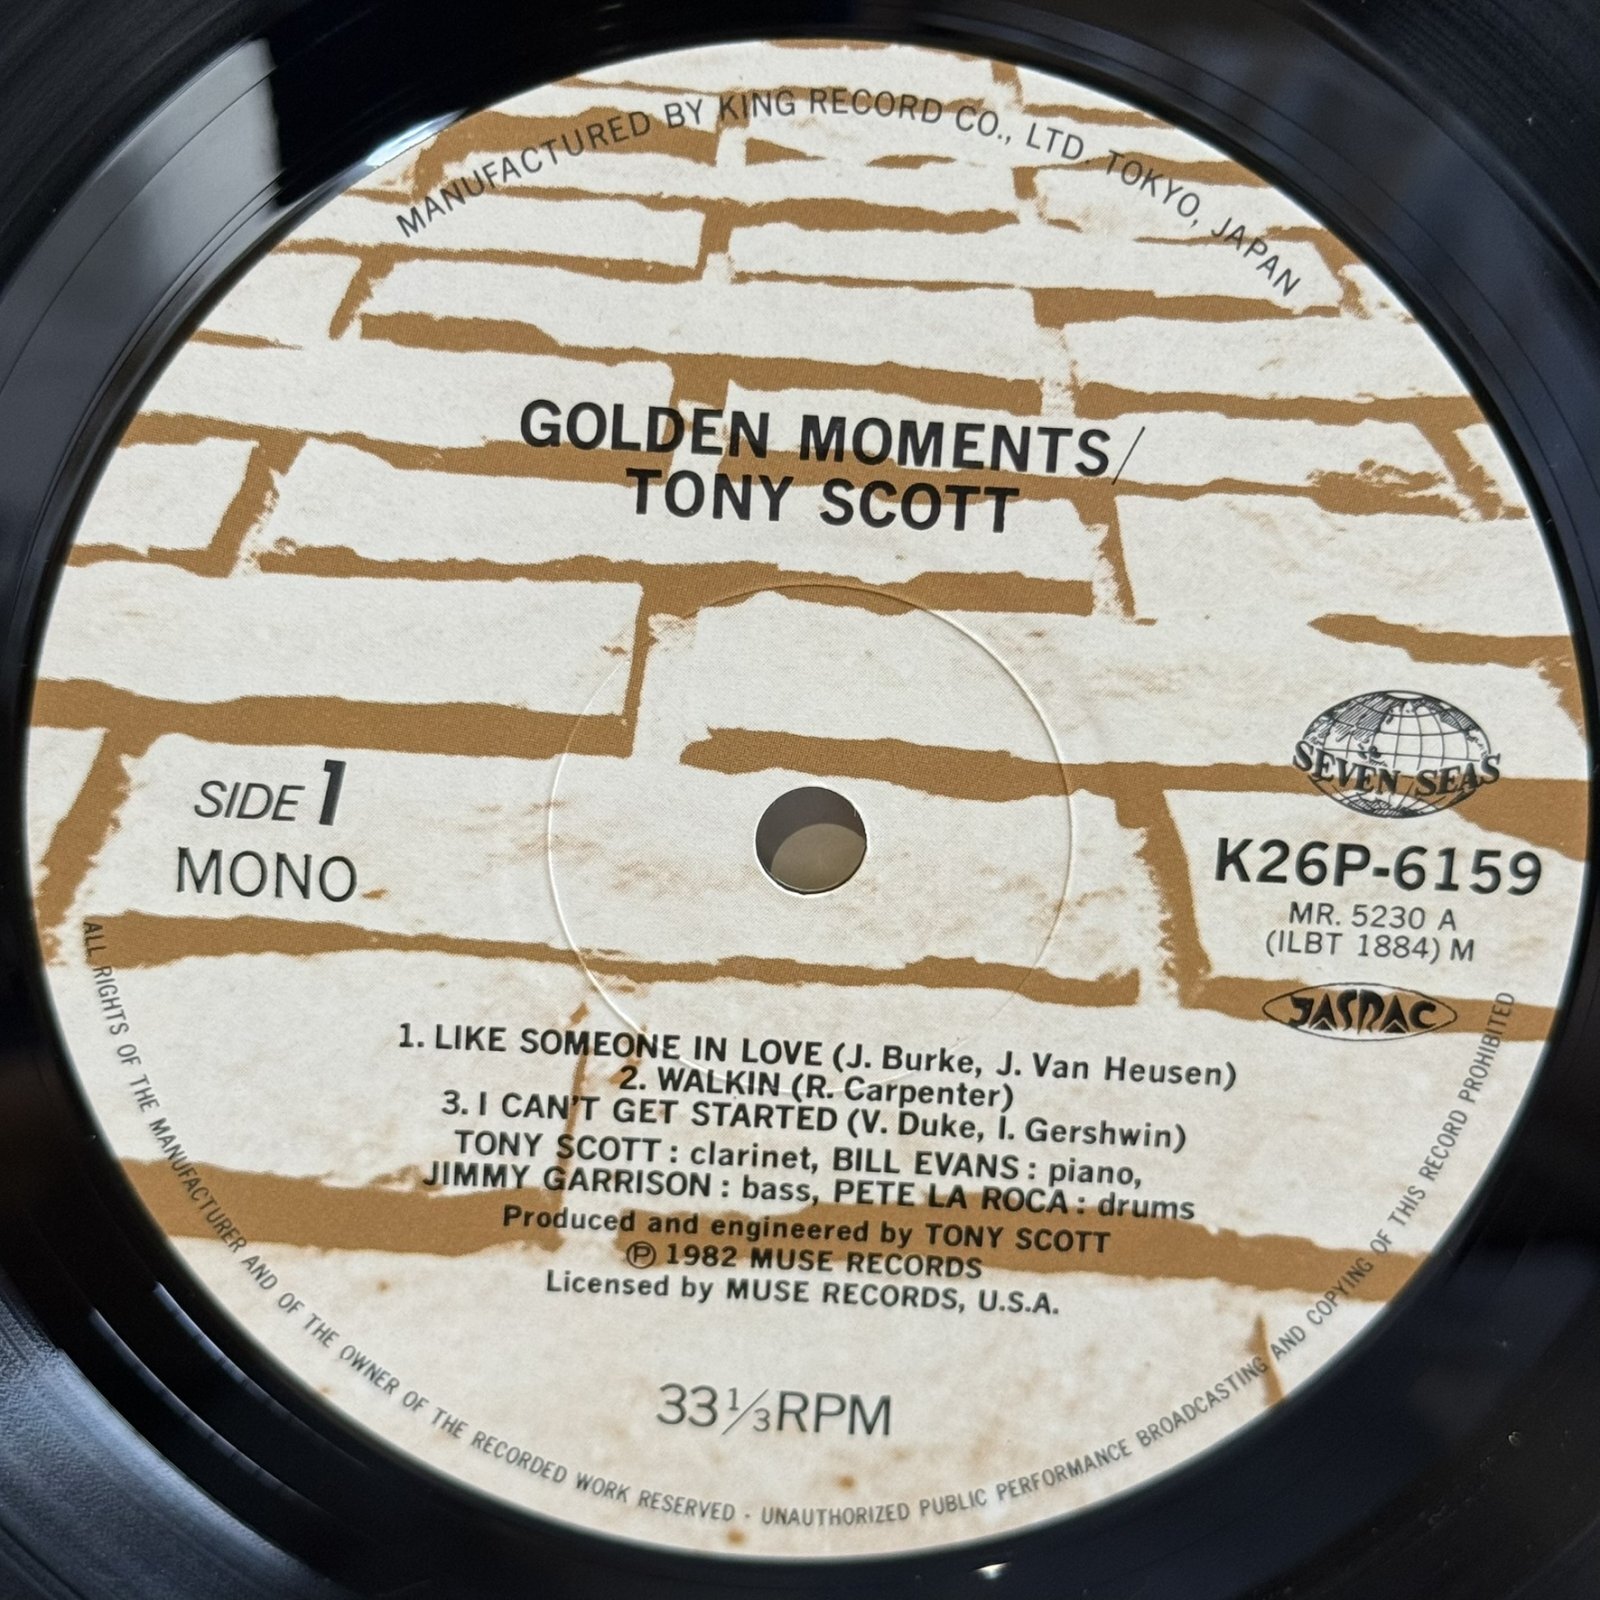 MANUFACTURED BY KING RECORD CO., LTD. TOKYO, JAPAN
GOLDEN MOMENTS/
TONY SCOTT
SIDE 1
MONO
SEVEN SEAS
K26P-6159
MR. 5230 A
(ILBT 1884) M
JASRAC
1. LIKE SOMEONE IN LOVE (J. Burke, J. Van Heusen)
2. WALKIN (R. Carpenter)
3. I CAN'T GET STARTED (V. Duke, I. Gershwin)
TONY SCOTT : clarinet, BILL EVANS : piano,
JIMMY GARRISON : bass, PETE LA ROCA : drums
Produced and engineered by TONY SCOTT
Ⓟ 1982 MUSE RECORDS
Licensed by MUSE RECORDS, U.S.A.
33 1/3 RPM
ALL RIGHTS OF THE MANUFACTURER AND OF THE OWNER OF THE RECORDED WORK RESERVED · UNAUTHORIZED PUBLIC PERFORMANCE BROADCASTING AND COPYING OF THIS RECORD PROHIBITED